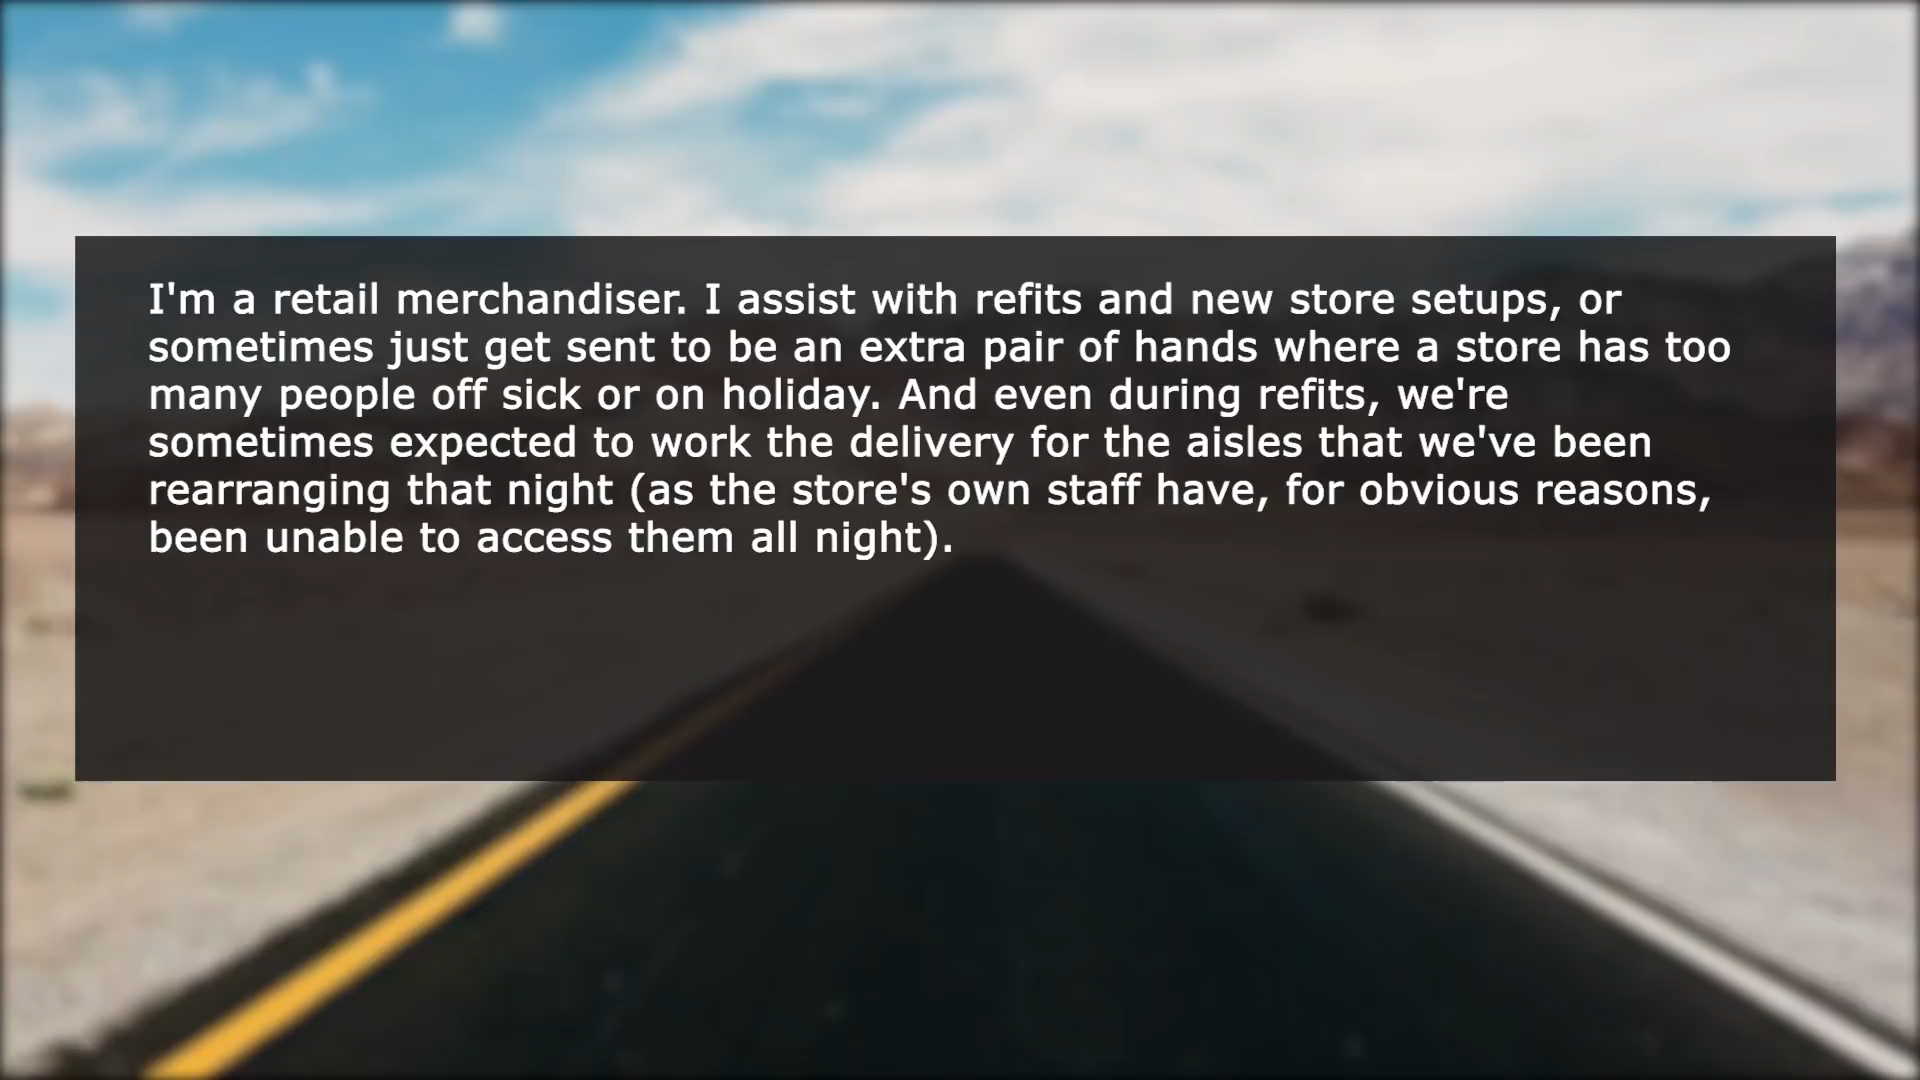 I'm a retail merchandiser. I assist with refits and new store setups, or
sometimes just get sent to be an extra pair of hands where a store has too
many people off sick or on holiday. And even during refits, we're
sometimes expected to work the delivery for the aisles that we've been
rearranging that night (as the store's own staff have, for obvious reasons,
been unable to access them all night).